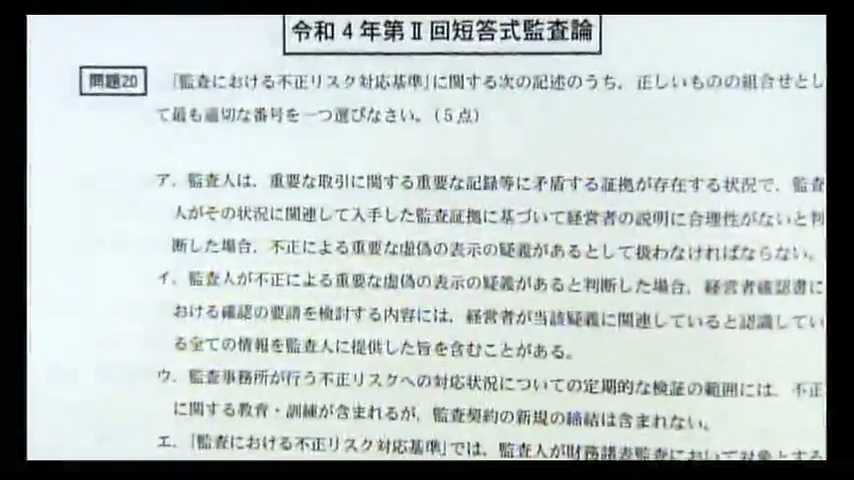 令和4年第Ⅱ回短答式監査論
問題20 「監査における不正リスク対応基準」に関する次の記述のうち，正しいものの組合せとし
て最も適切な番号を一つ選びなさい。（5点）
ア．監査人は，重要な取引に関する重要な記録等に矛盾する証拠が存在する状況で，監査
人がその状況に関連して入手した監査証拠に基づいて経営者の説明に合理性がないと判
断した場合，不正による重要な虚偽の表示の疑義があるとして扱わなければならない。
イ．監査人が不正による重要な虚偽の表示の疑義があると判断した場合，経営者確認書に
おける確認の要請を検討する内容には，経営者が当該疑義に関連していると認識してい
る全ての情報を監査人に提供した旨を含むことがある。
ウ．監査事務所が行う不正リスクへの対応状況についての定期的な検証の範囲には，不正
に関する教育・訓練が含まれるが，監査契約の新規の締結は含まれない。
エ．「監査における不正リスク対応基準」では，監査人が財務諸表監査において対象とする